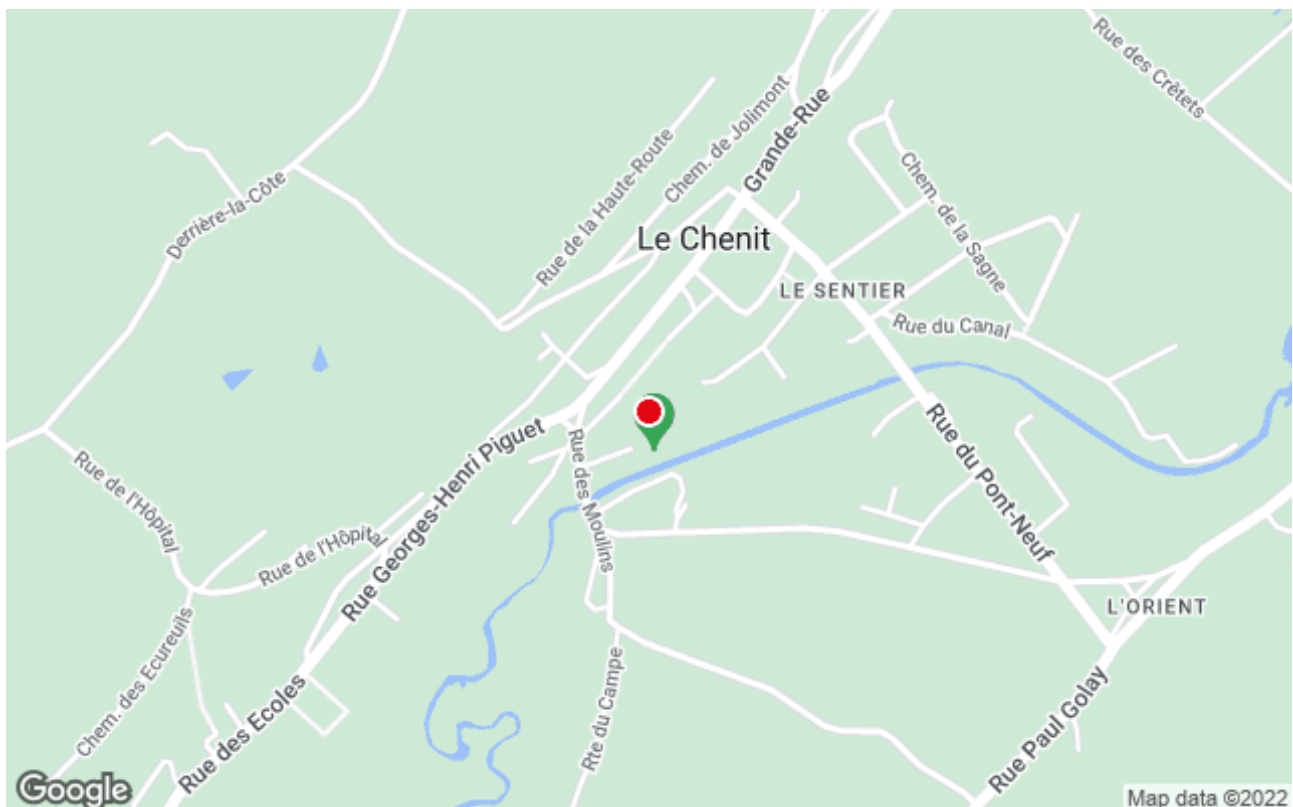 Rue des Crêtets
Chem. de Jolimont
Grande-Rue
Rue de la Haute-Route
Derrière-la-Côte
Chem. de la Sagne
Le Chenit
LE SENTIER
Rue du Canal
Rue Georges-Henri Piguet
Rue des Moulins
Rue du Pont-Neuf
Rue de l'Hôpital
Rue de l'Hôpital
L'ORIENT
Chem. des Ecureuils
Rue des Ecoles
Rte du Campe
Rue Paul Golay
Google
Map data ©2022